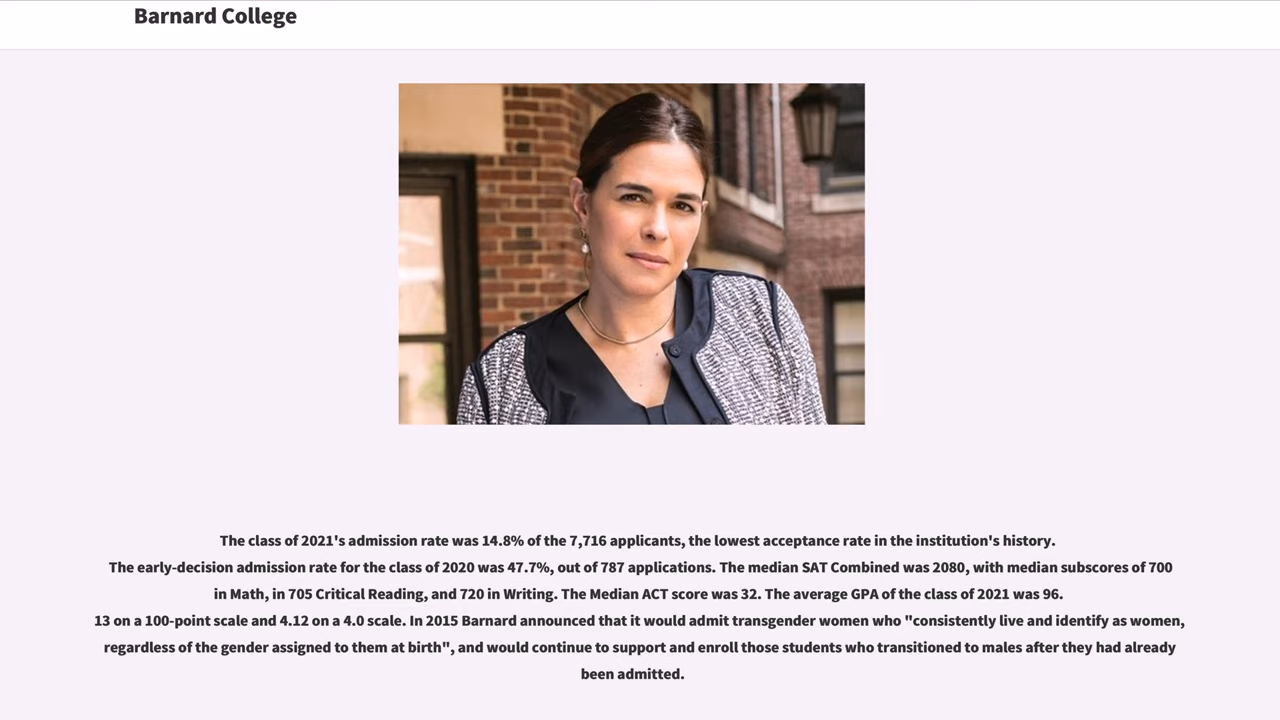 Barnard College
The class of 2021's admission rate was 14.8% of the 7,716 applicants, the lowest acceptance rate in the institution's history.
The early-decision admission rate for the class of 2020 was 47.7%, out of 787 applications. The median SAT Combined was 2080, with median subscores of 700
in Math, in 705 Critical Reading, and 720 in Writing. The Median ACT score was 32. The average GPA of the class of 2021 was 96.
13 on a 100-point scale and 4.12 on a 4.0 scale. In 2015 Barnard announced that it would admit transgender women who "consistently live and identify as women,
regardless of the gender assigned to them at birth", and would continue to support and enroll those students who transitioned to males after they had already
been admitted.